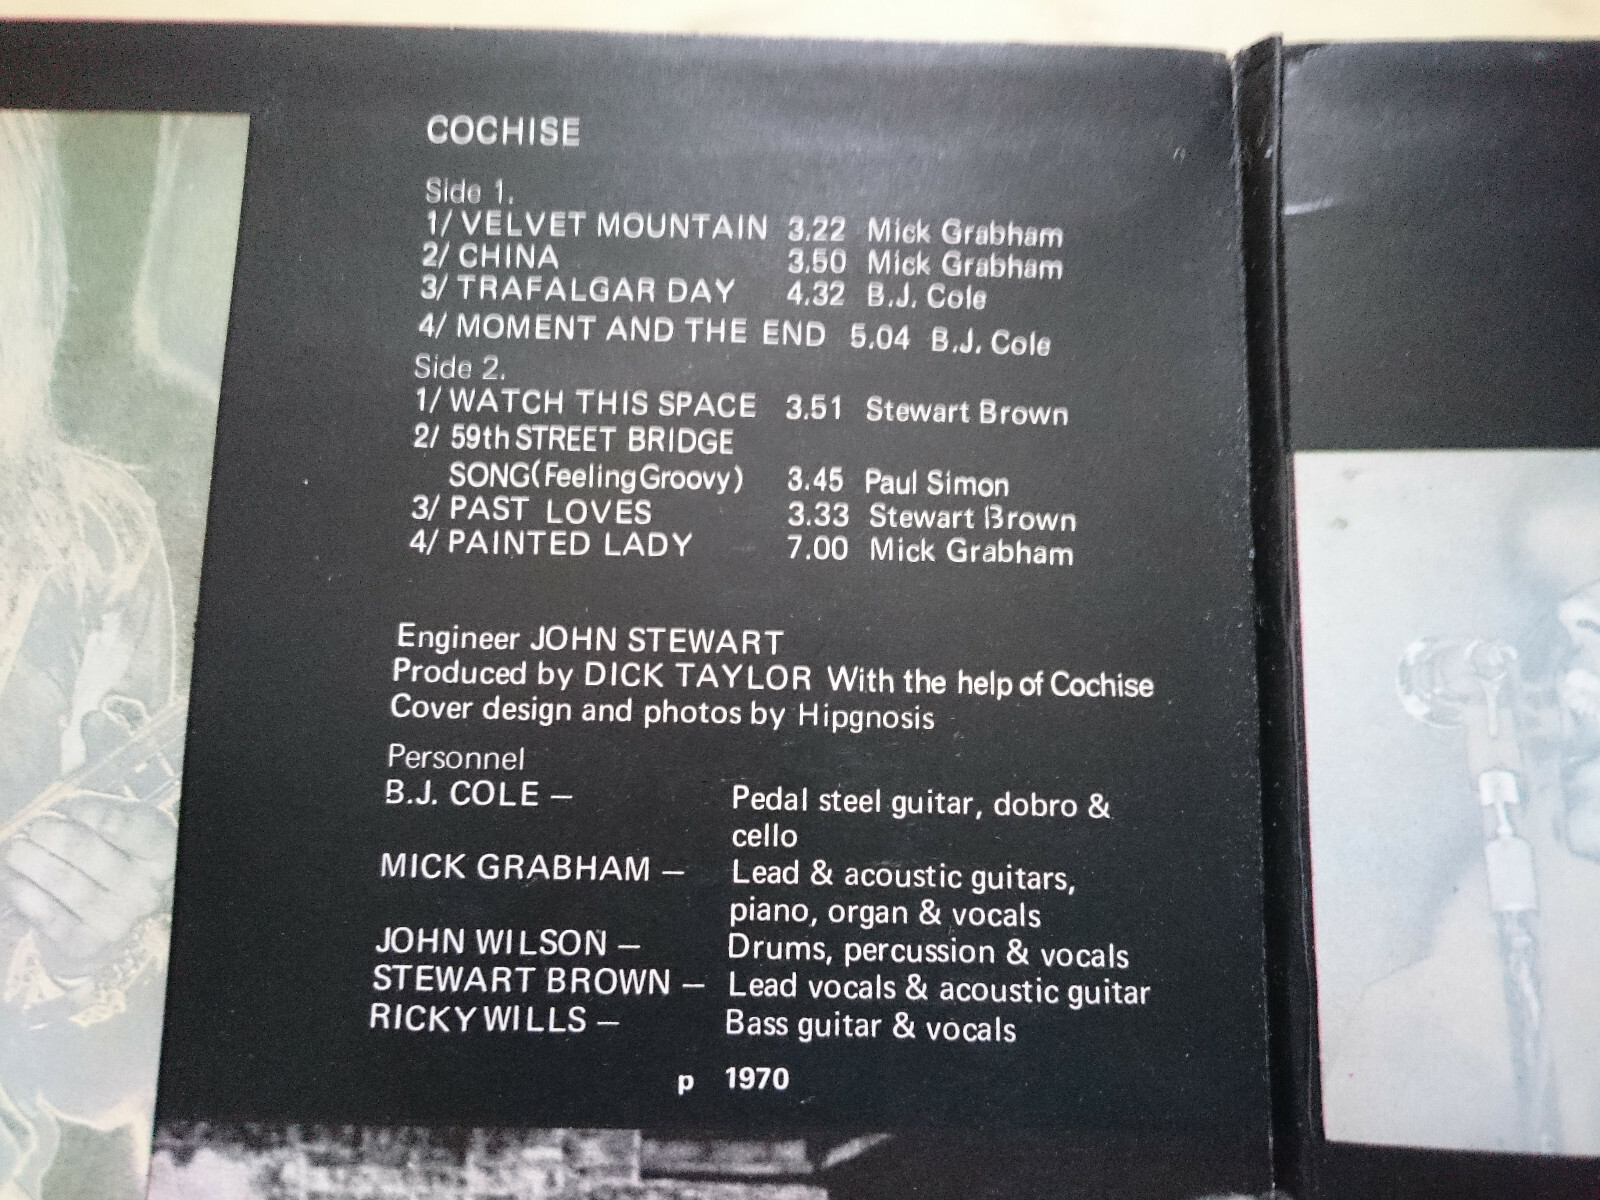 COCHISE
Side 1.
1/ VELVET MOUNTAIN 3.22 Mick Grabham
2/ CHINA 3.50 Mick Grabham
3/ TRAFALGAR DAY 4.32 B.J. Cole
4/ MOMENT AND THE END 5.04 B.J. Cole
Side 2.
1/ WATCH THIS SPACE 3.51 Stewart Brown
2/ 59th STREET BRIDGE
SONG(Feeling Groovy) 3.45 Paul Simon
3/ PAST LOVES 3.33 Stewart Brown
4/ PAINTED LADY 7.00 Mick Grabham
Engineer JOHN STEWART
Produced by DICK TAYLOR With the help of Cochise
Cover design and photos by Hipgnosis
Personnel
B.J. COLE — Pedal steel guitar, dobro &
cello
MICK GRABHAM — Lead & acoustic guitars,
piano, organ & vocals
JOHN WILSON — Drums, percussion & vocals
STEWART BROWN — Lead vocals & acoustic guitar
RICKY WILLS — Bass guitar & vocals
p 1970